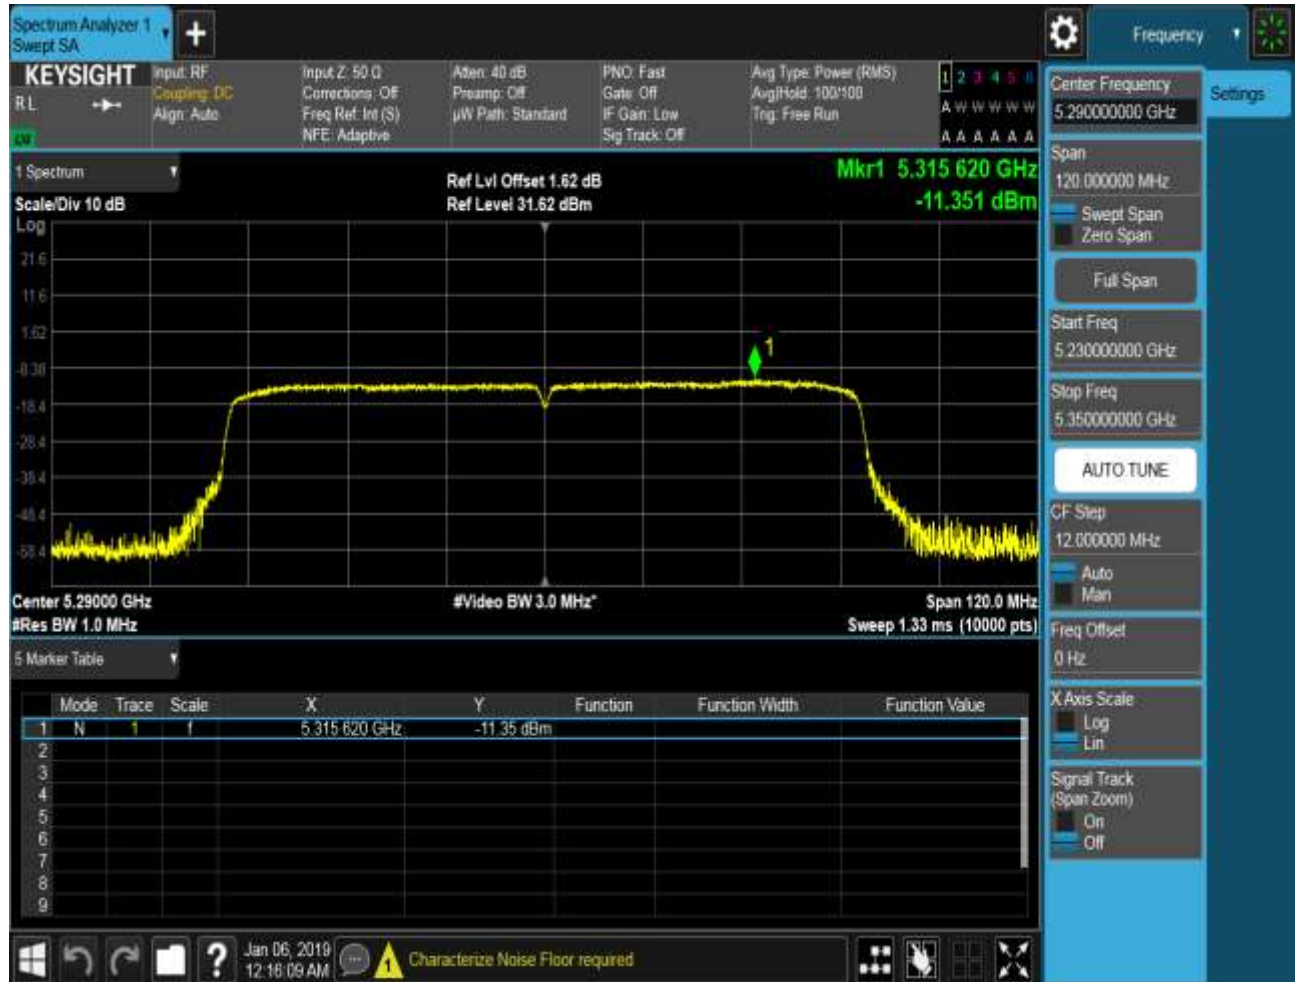 Spectrum Analyzer 1
Swept SA
Frequency
KEYSIGHT
R L
Input: RF
Coupling: DC
Align: Auto
Input Z: 50 Ω
Corrections: Off
Freq Ref: Int (S)
NFE: Adaptive
Atten: 40 dB
Preamp: Off
µW Path: Standard
PNO: Fast
Gate: Off
IF Gain: Low
Sig Track: Off
Avg Type: Power (RMS)
Avg|Hold: 100/100
Trig: Free Run
1 2 3 4 5 6
A W W W W W
A A A A A A
1 Spectrum
Scale/Div 10 dB
Log
Ref Lvl Offset 1.62 dB
Ref Level 31.62 dBm
Mkr1 5.315 620 GHz
-11.351 dBm
21.6
11.6
1.62
-8.38
-18.4
-28.4
-38.4
-48.4
-58.4
1
Center 5.29000 GHz
#Res BW 1.0 MHz
#Video BW 3.0 MHz*
Span 120.0 MHz
Sweep 1.33 ms (10000 pts)
5 Marker Table
Mode Trace Scale X Y Function Function Width Function Value
1 N 1 f 5.315 620 GHz -11.35 dBm
2
3
4
5
6
7
8
9
Center Frequency
5.290000000 GHz
Settings
Span
120.000000 MHz
Swept Span
Zero Span
Full Span
Start Freq
5.230000000 GHz
Stop Freq
5.350000000 GHz
AUTO TUNE
CF Step
12.000000 MHz
Auto
Man
Freq Offset
0 Hz
X Axis Scale
Log
Lin
Signal Track
(Span Zoom)
On
Off
?
Jan 06, 2019
12:16:09 AM
1
Characterize Noise Floor required